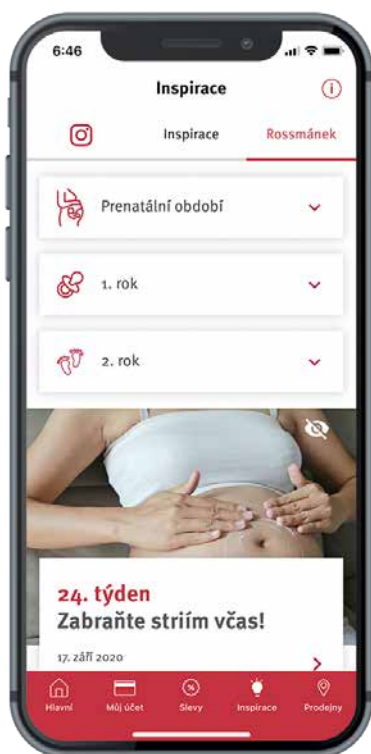 6:46
Inspirace
Inspirace Rossmánek
Prenatální období
1. rok
2. rok
24. týden
Zabraňte striím včas!
17. září 2020
Hlavní Můj účet Slevy Inspirace Prodejny